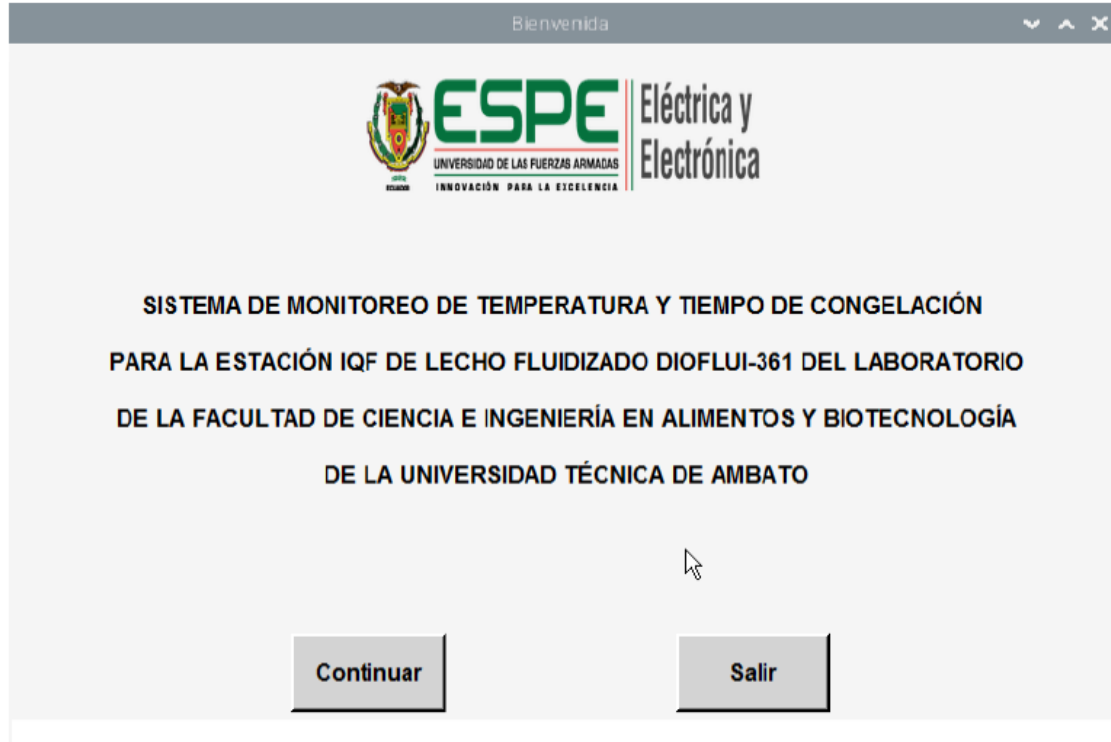 Bienvenida
ESPE
UNIVERSIDAD DE LAS FUERZAS ARMADAS
INNOVACIÓN PARA LA EXCELENCIA
ECUADOR
Eléctrica y
Electrónica
SISTEMA DE MONITOREO DE TEMPERATURA Y TIEMPO DE CONGELACIÓN
PARA LA ESTACIÓN IQF DE LECHO FLUIDIZADO DIOFLUI-361 DEL LABORATORIO
DE LA FACULTAD DE CIENCIA E INGENIERÍA EN ALIMENTOS Y BIOTECNOLOGÍA
DE LA UNIVERSIDAD TÉCNICA DE AMBATO
Continuar
Salir